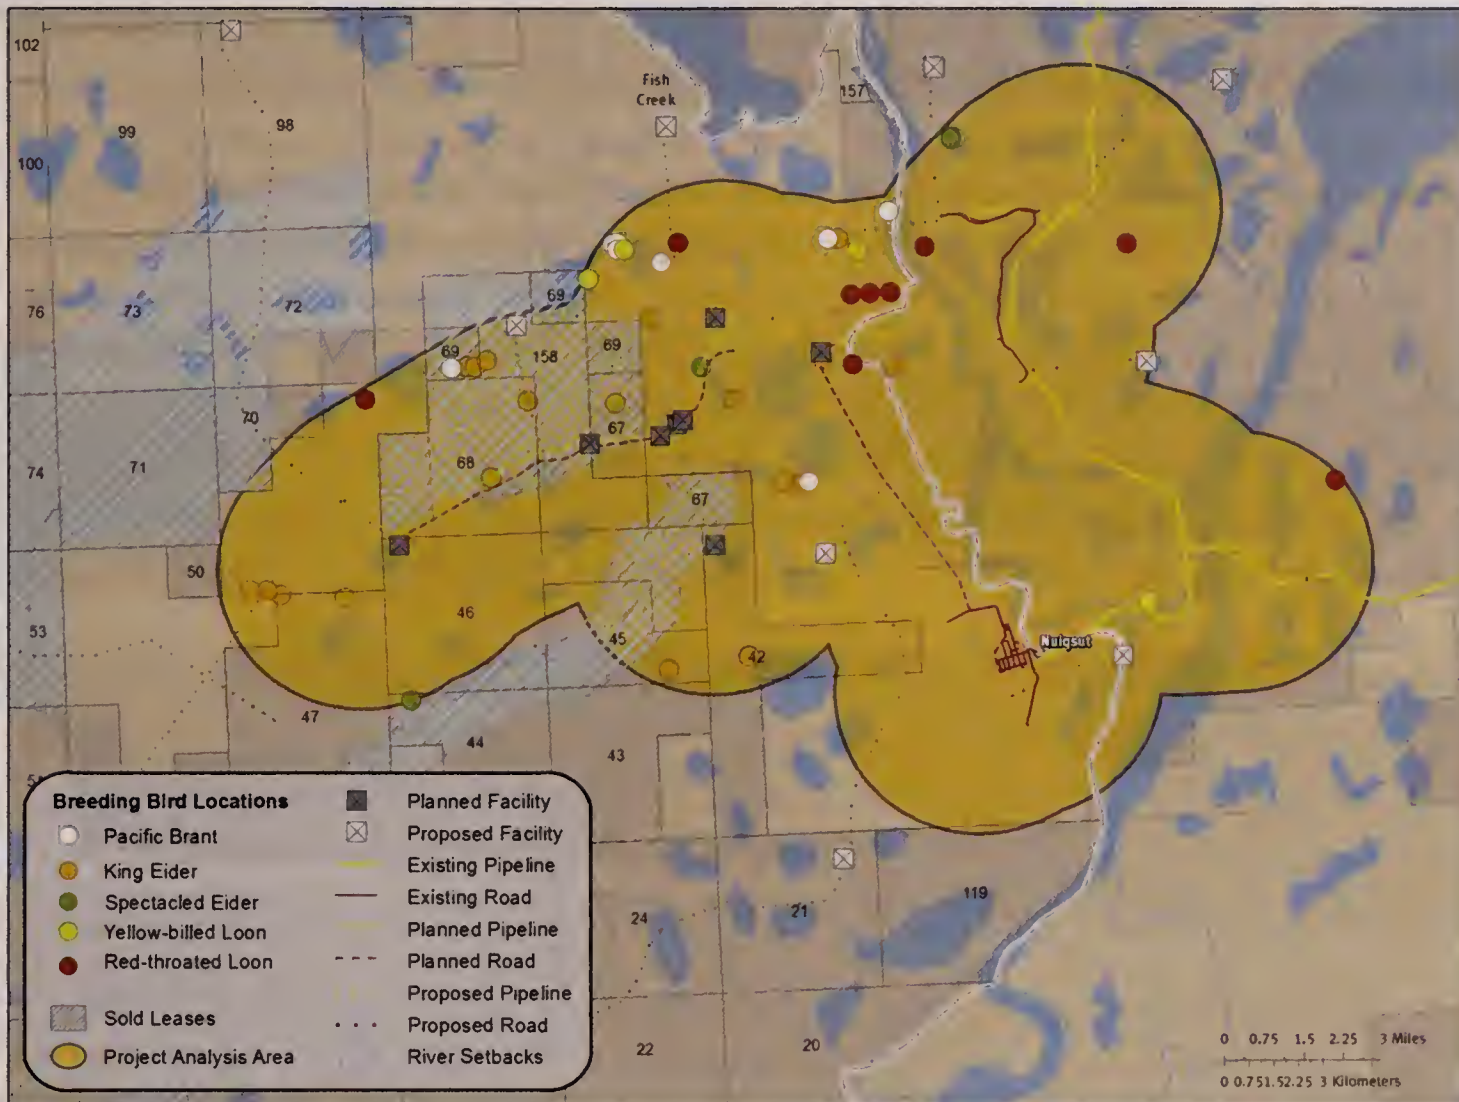 102
Fish
Creek
157
99
98
100
76
73
72
69
69
158
69
70
67
74
71
68
67
50
46
53
45
42
Nuiqsut
47
44
43
Breeding Bird Locations
Pacific Brant
King Eider
Spectacled Eider
Yellow-billed Loon
Red-throated Loon
Sold Leases
Project Analysis Area
Planned Facility
Proposed Facility
Existing Pipeline
Existing Road
Planned Pipeline
Planned Road
Proposed Pipeline
Proposed Road
River Setbacks
24
21
119
22
20
0 0.75 1.5 2.25 3 Miles
0 0.751.52.25 3 Kilometers